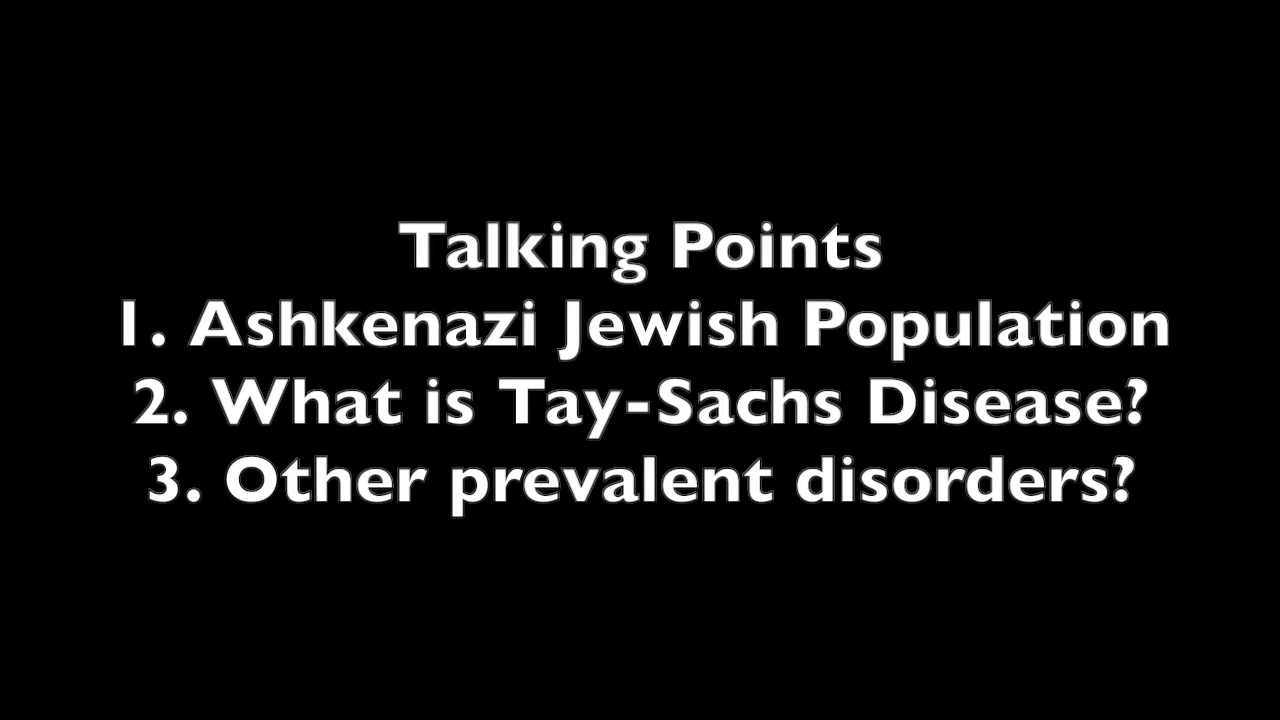 Talking Points
1. Ashkenazi Jewish Population
2. What is Tay-Sachs Disease?
3. Other prevalent disorders?